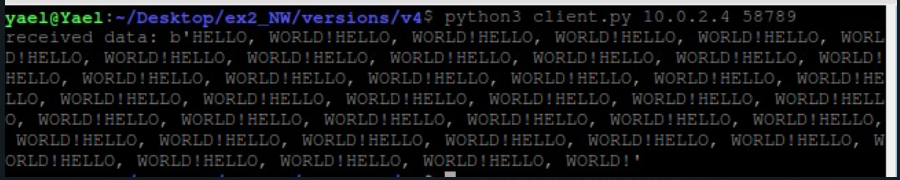 yael@Yael:~/Desktop/ex2_NW/versions/v4$ python3 client.py 10.0.2.4 58789
received data: b'HELLO, WORLD!HELLO, WORLD!HELLO, WORLD!HELLO, WORLD!HELLO, WORL
D!HELLO, WORLD!HELLO, WORLD!HELLO, WORLD!HELLO, WORLD!HELLO, WORLD!HELLO, WORLD!
HELLO, WORLD!HELLO, WORLD!HELLO, WORLD!HELLO, WORLD!HELLO, WORLD!HELLO, WORLD!HE
LLO, WORLD!HELLO, WORLD!HELLO, WORLD!HELLO, WORLD!HELLO, WORLD!HELLO, WORLD!HELL
O, WORLD!HELLO, WORLD!HELLO, WORLD!HELLO, WORLD!HELLO, WORLD!HELLO, WORLD!HELLO,
 WORLD!HELLO, WORLD!HELLO, WORLD!HELLO, WORLD!HELLO, WORLD!HELLO, WORLD!HELLO, W
ORLD!HELLO, WORLD!HELLO, WORLD!HELLO, WORLD!HELLO, WORLD!'